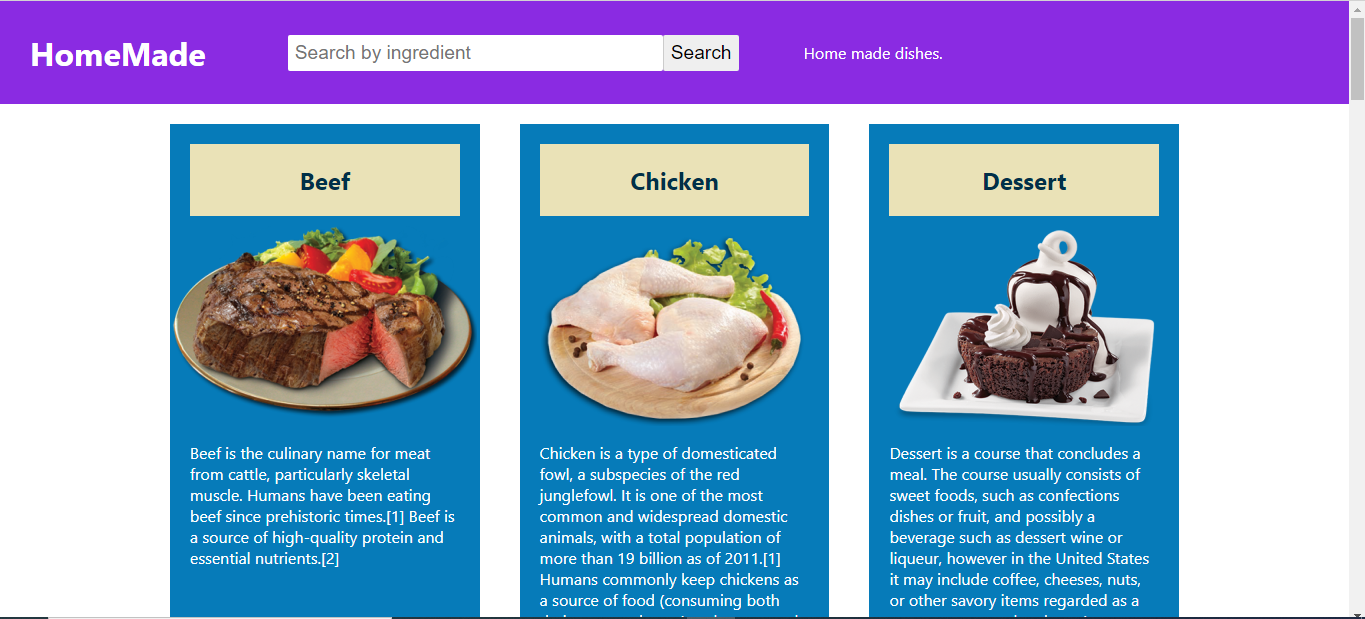 HomeMade
Search by ingredient
Search
Home made dishes.
Beef
Beef is the culinary name for meat
from cattle, particularly skeletal
muscle. Humans have been eating
beef since prehistoric times.[1] Beef is
a source of high-quality protein and
essential nutrients.[2]
Chicken
Chicken is a type of domesticated
fowl, a subspecies of the red
junglefowl. It is one of the most
common and widespread domestic
animals, with a total population of
more than 19 billion as of 2011.[1]
Humans commonly keep chickens as
a source of food (consuming both
Dessert
Dessert is a course that concludes a
meal. The course usually consists of
sweet foods, such as confections
dishes or fruit, and possibly a
beverage such as dessert wine or
liqueur, however in the United States
it may include coffee, cheeses, nuts,
or other savory items regarded as a